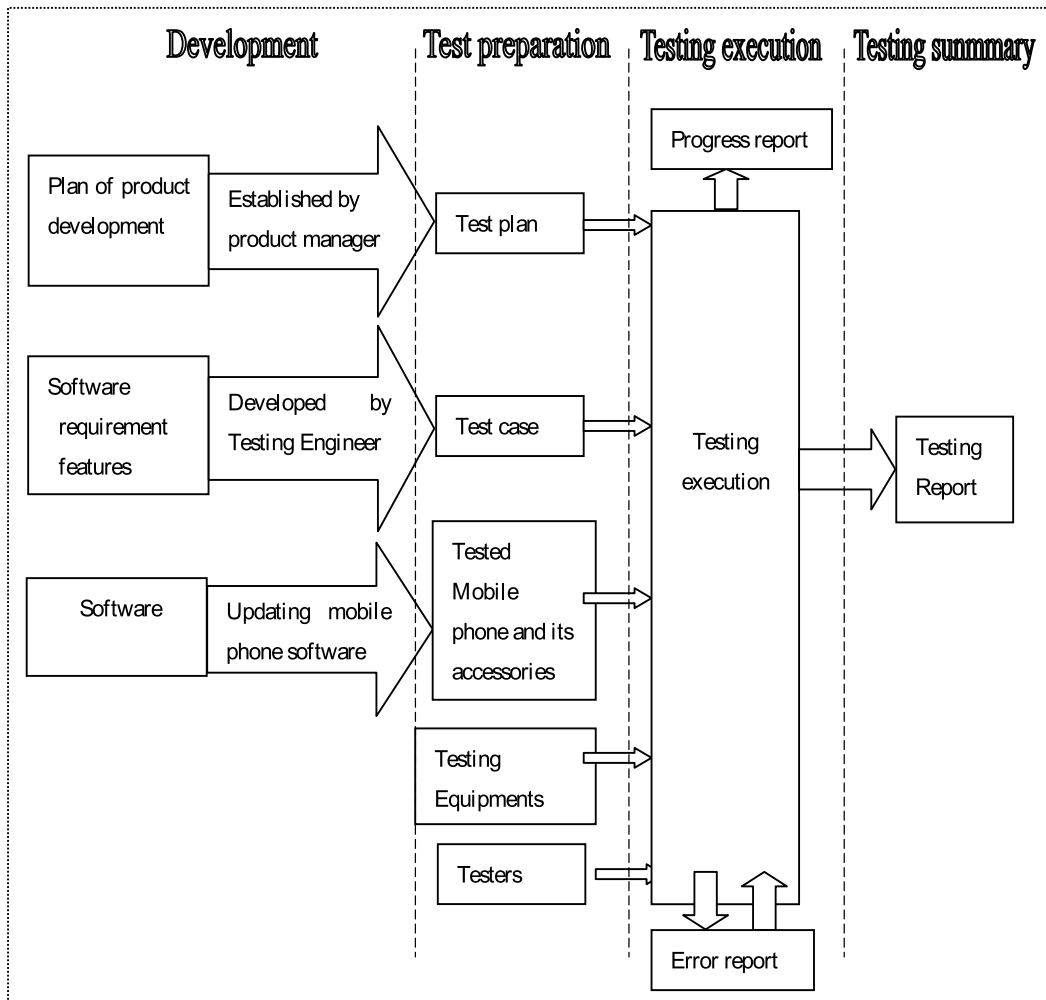 Development
Test preparation
Testing execution
Testing sunmmary
Progress report
Plan of product
development
Established by
product manager
Test plan
Software
requirement
features
Developed by
Testing Engineer
Test case
Testing
execution
Testing
Report
Software
Updating mobile
phone software
Tested
Mobile
phone and its
accessories
Testing
Equipments
Testers
Error report